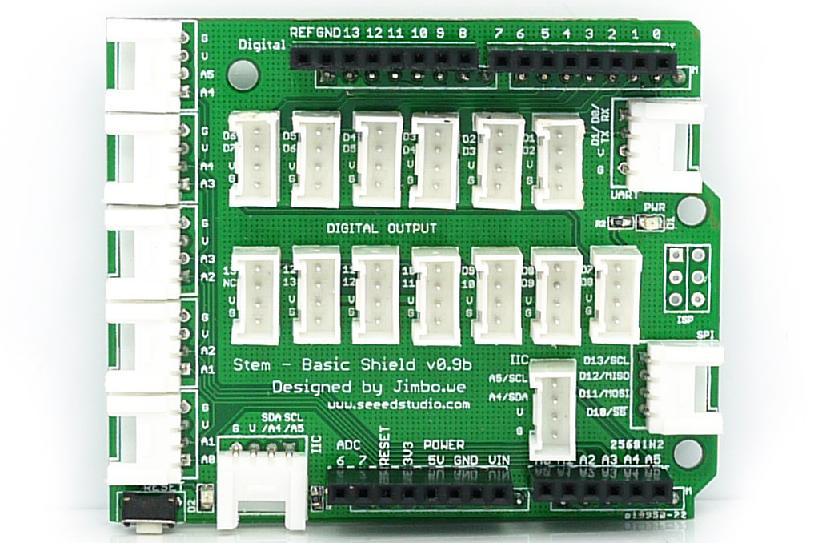 REF GND 13 12 11 10 9 8 7 6 5 4 3 2 1 0
Digital
G
V
A5
A4
G
V
A4
A3
G
V
A3
A2
G
V
A2
A1
G
V
A1
A0
D6 D7 V G
D5 D6 V G
D4 D5 V G
D3 D4 V G
D2 D3 V G
D1 D2 V G
D1/ D0/
TX RX
V
G
UART
PWR
R2
D1
DIGITAL OUTPUT
13 NC V G
12 13 V G
11 12 V G
10 11 V G
D9 10 V G
D8 D9 V G
D7 D8 V G
ISP
SPI
Stem - Basic Shield v0.9b
Designed by Jimbo.we
www.seeedstudio.com
IIC
A5/SCL
A4/SDA
V
G
D13/SCL
D12/MISO
D11/MOSI
D10/SS
SDA SCL
G V /A4 /A5
IIC
ADC
6 7
RESET
3V3
POWER
5V GND VIN
A2 A3 A4 A5
RESET
D2